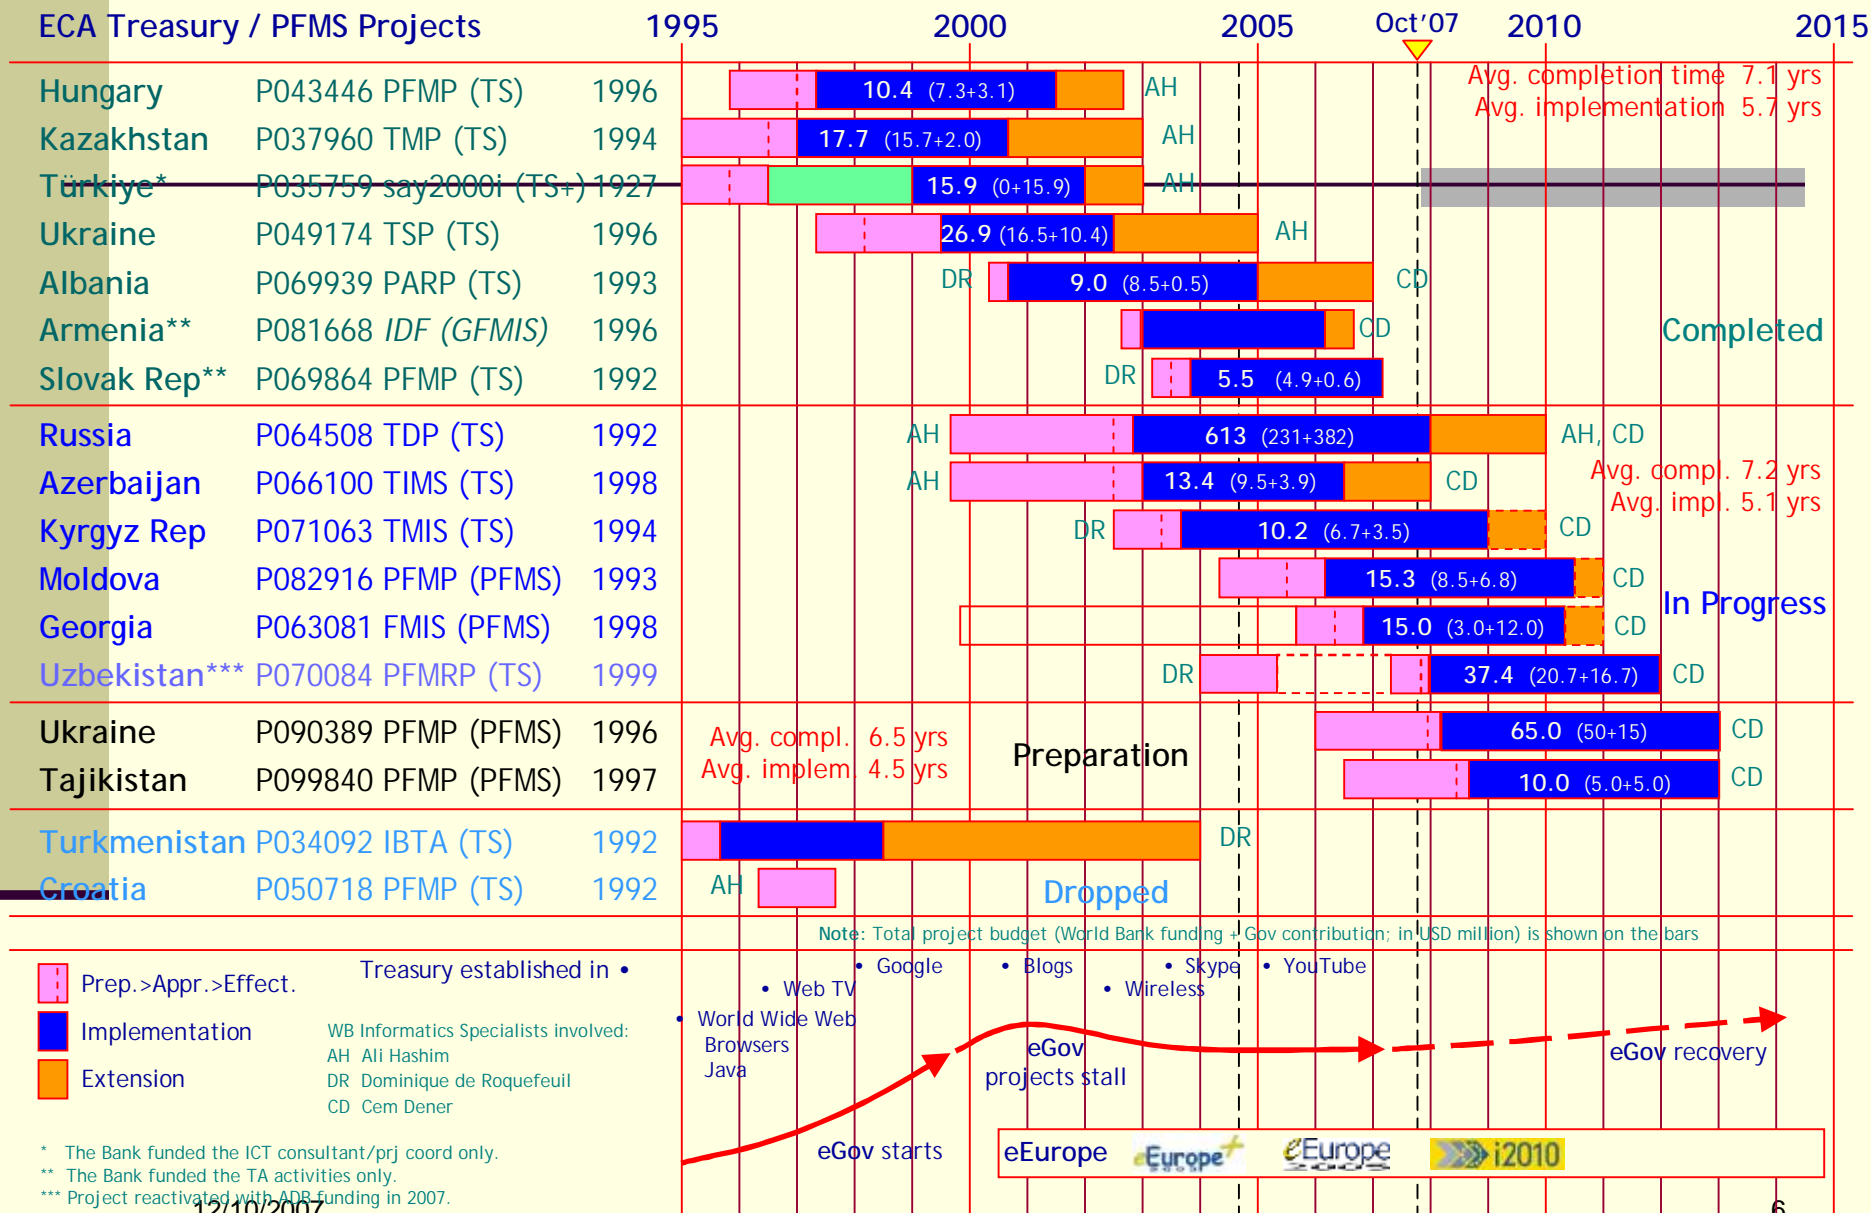 ECA Treasury / PFMS Projects 1995 2000 2005 Oct'07 2010 2015
Hungary P043446 PFMP (TS) 1996 10.4 (7.3+3.1) AH
Avg. completion time 7.1 yrs
Avg. implementation 5.7 yrs
Kazakhstan P037960 TMP (TS) 1994 17.7 (15.7+2.0) AH
Türkiye* P035759 say2000i (TS+) 1927 15.9 (0+15.9) AH
Ukraine P049174 TSP (TS) 1996 26.9 (16.5+10.4) AH
Albania P069939 PARP (TS) 1993 DR 9.0 (8.5+0.5) CD
Armenia** P081668 IDF (GFMIS) 1996 CD Completed
Slovak Rep** P069864 PFMP (TS) 1992 DR 5.5 (4.9+0.6)
Russia P064508 TDP (TS) 1992 AH 613 (231+382) AH, CD
Azerbaijan P066100 TIMS (TS) 1998 AH 13.4 (9.5+3.9) CD
Avg. compl. 7.2 yrs
Avg. impl. 5.1 yrs
Kyrgyz Rep P071063 TMIS (TS) 1994 DR 10.2 (6.7+3.5) CD
Moldova P082916 PFMP (PFMS) 1993 15.3 (8.5+6.8) CD
In Progress
Georgia P063081 FMIS (PFMS) 1998 15.0 (3.0+12.0) CD
Uzbekistan*** P070084 PFMRP (TS) 1999 DR 37.4 (20.7+16.7) CD
Ukraine P090389 PFMP (PFMS) 1996 65.0 (50+15) CD
Avg. compl. 6.5 yrs
Avg. implem. 4.5 yrs
Preparation
Tajikistan P099840 PFMP (PFMS) 1997 10.0 (5.0+5.0) CD
Turkmenistan P034092 IBTA (TS) 1992 DR
Croatia P050718 PFMP (TS) 1992 AH Dropped
Note: Total project budget (World Bank funding + Gov contribution; in USD million) is shown on the bars
Prep.>Appr.>Effect.
Implementation
Extension
Treasury established in •
WB Informatics Specialists involved:
AH Ali Hashim
DR Dominique de Roquefeuil
CD Cem Dener
• Google • Blogs • Skype • YouTube
• Web TV • Wireless
• World Wide Web
Browsers
Java
eGov
projects stall
eGov recovery
eGov starts
eEurope eEurope+ eEurope i2010
* The Bank funded the ICT consultant/prj coord only.
** The Bank funded the TA activities only.
*** Project reactivated with ADB funding in 2007.
12/10/2007 6